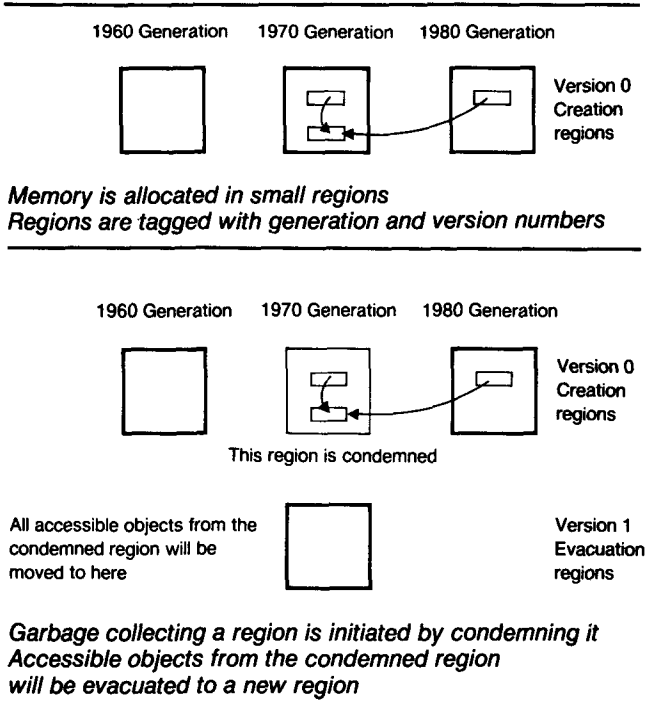 1960 Generation 1970 Generation 1980 Generation
Version 0
Creation
regions
Memory is allocated in small regions
Regions are tagged with generation and version numbers
1960 Generation 1970 Generation 1980 Generation
Version 0
Creation
regions
This region is condemned
All accessible objects from the
condemned region will be
moved to here
Version 1
Evacuation
regions
Garbage collecting a region is initiated by condemning it
Accessible objects from the condemned region
will be evacuated to a new region